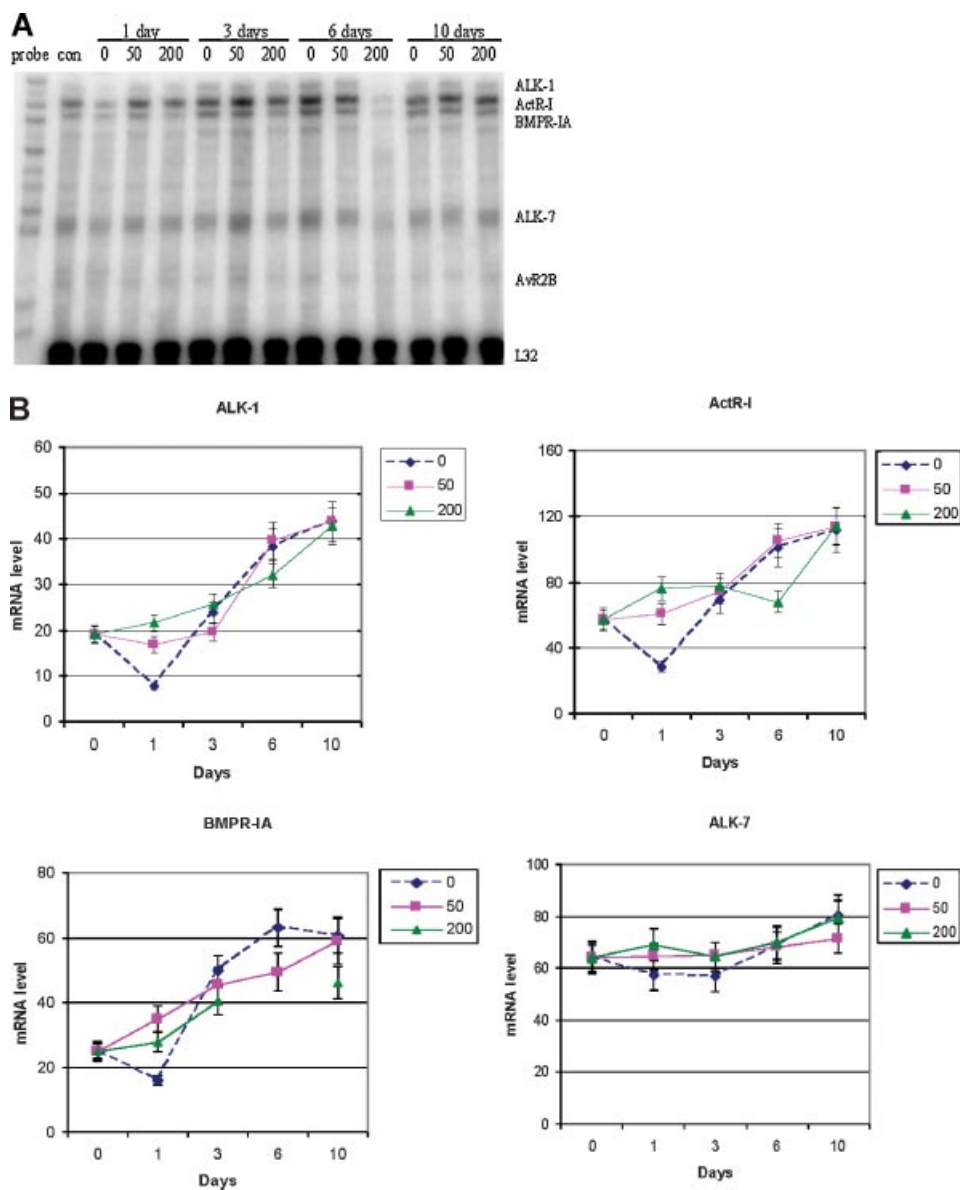 A
1 day 3 days 6 days 10 days
probe con 0 50 200 0 50 200 0 50 200 0 50 200
ALK-1
ActR-I
BMPR-IA
ALK-7
AvR2B
L32
B
ALK-1
60
50
40
30
20
10
0
mRNA level
0 1 3 6 10
Days
0
50
200
ActR-I
160
120
80
40
0
mRNA level
0 1 3 6 10
Days
0
50
200
BMPR-IA
80
60
40
20
0
mRNA level
0 1 3 6 10
Days
0
50
200
ALK-7
100
80
60
40
20
0
mRNA level
0 1 3 6 10
Days
0
50
200